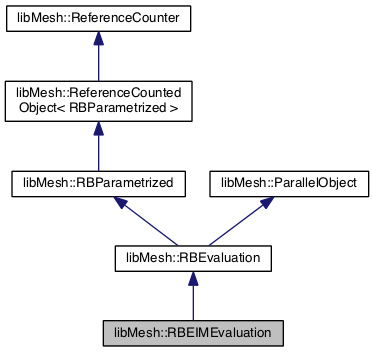 libMesh::ReferenceCounter
libMesh::ReferenceCounted
Object< RBParametrized >
libMesh::RBParametrized
libMesh::ParallelObject
libMesh::RBEvaluation
libMesh::RBEIMEvaluation